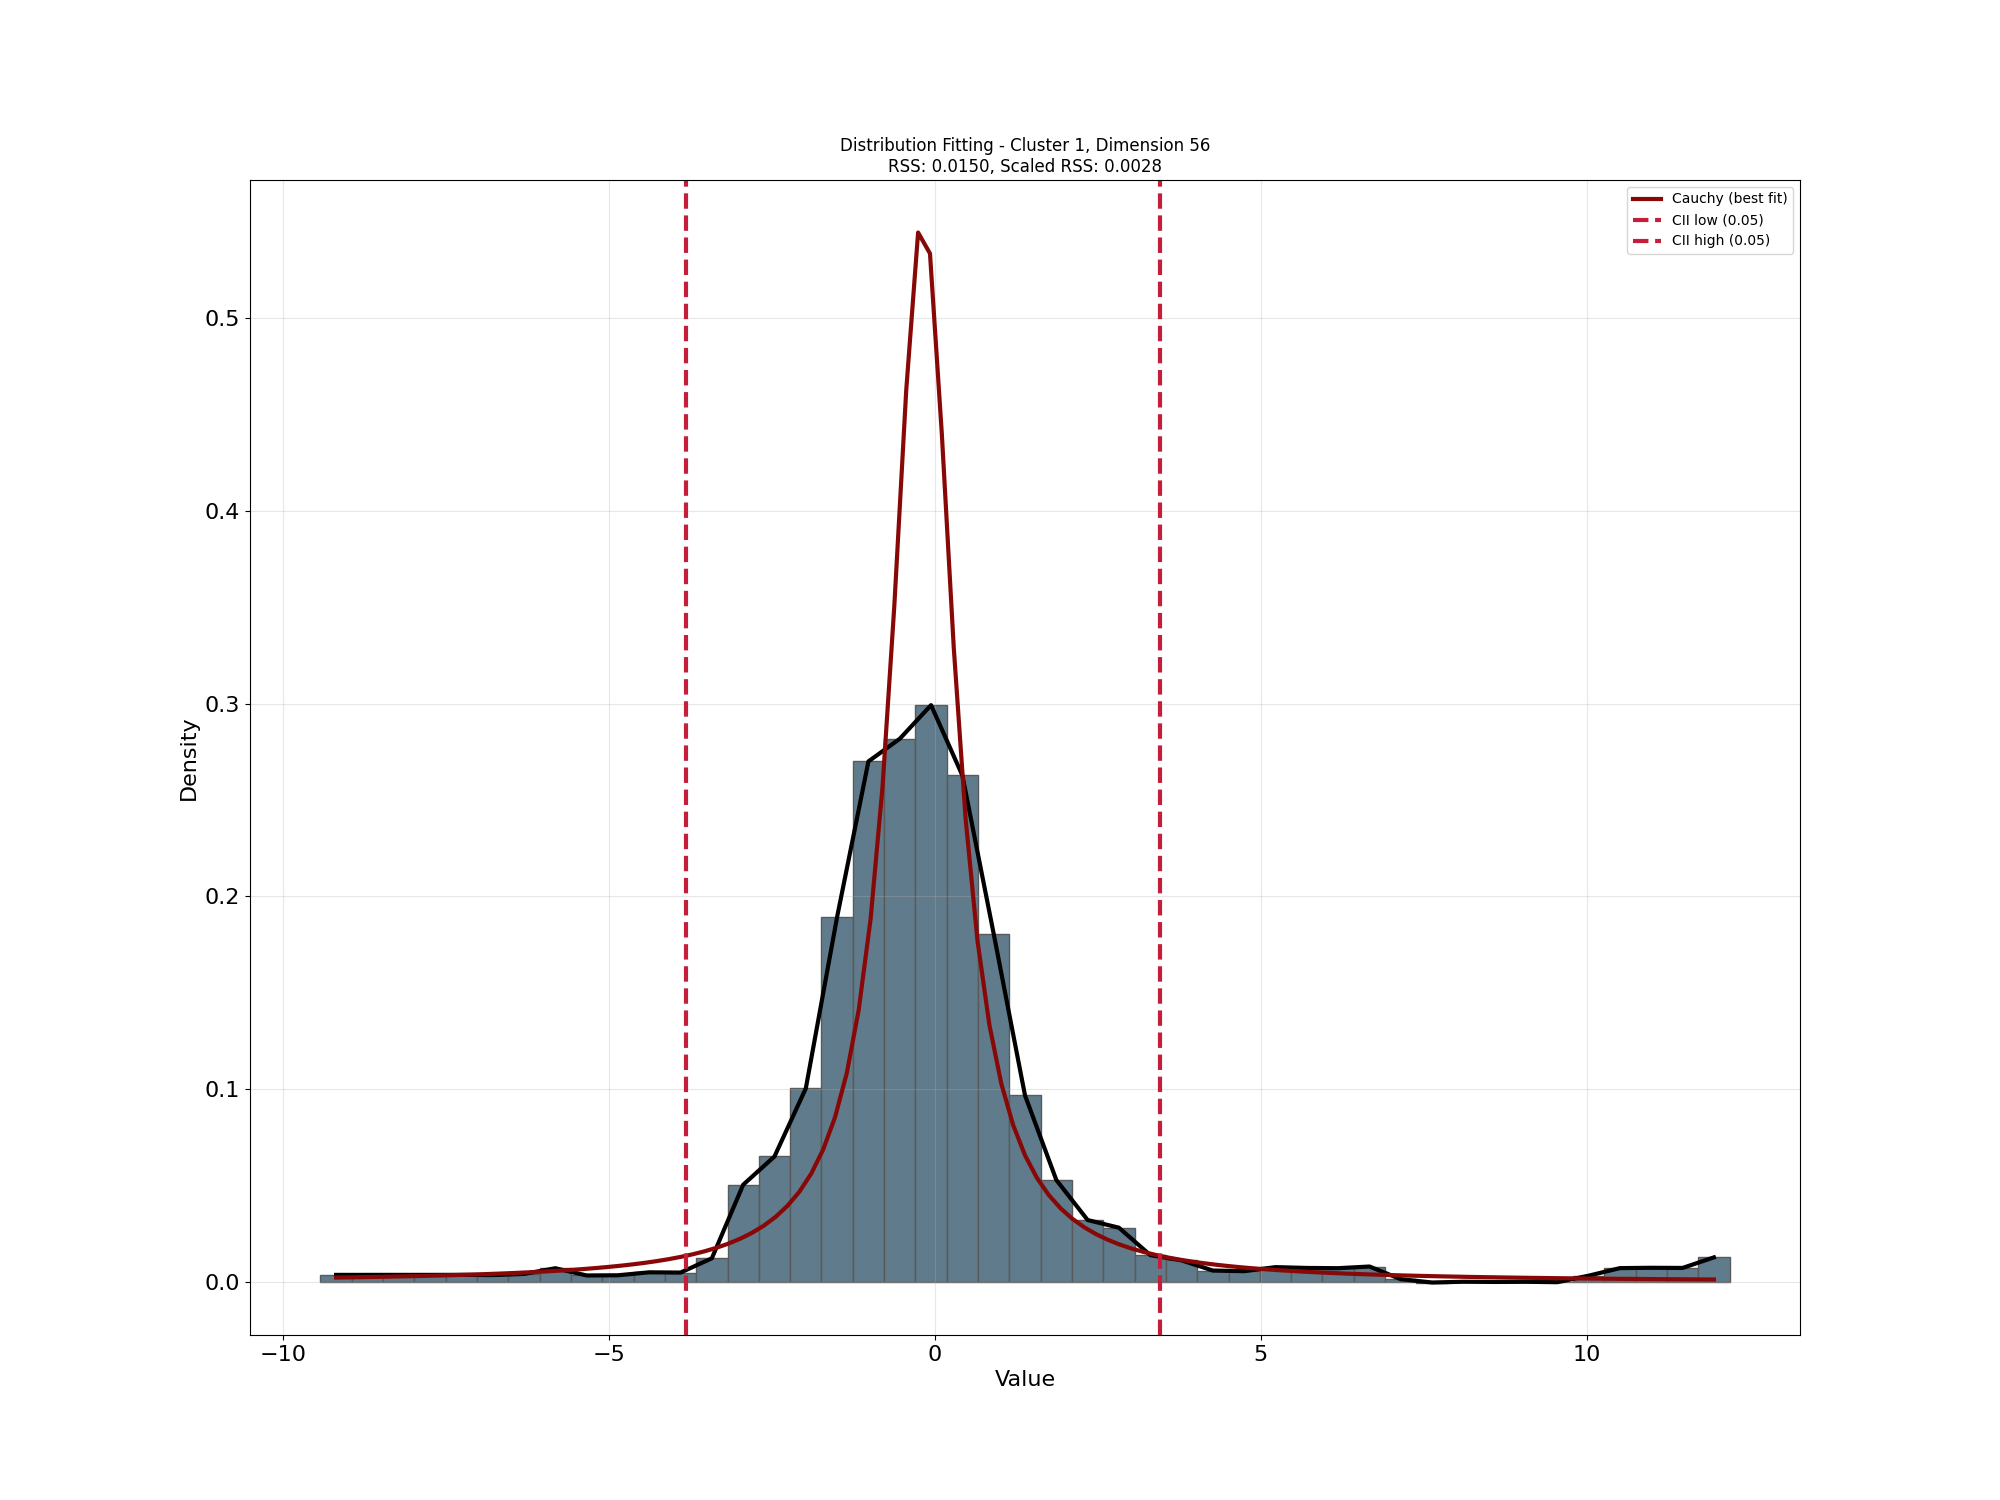 Distribution Fitting - Cluster 1, Dimension 56
RSS: 0.0150, Scaled RSS: 0.0028
Cauchy (best fit)
CII low (0.05)
CII high (0.05)
Density
0.5
0.4
0.3
0.2
0.1
0.0
−10
−5
0
5
10
Value